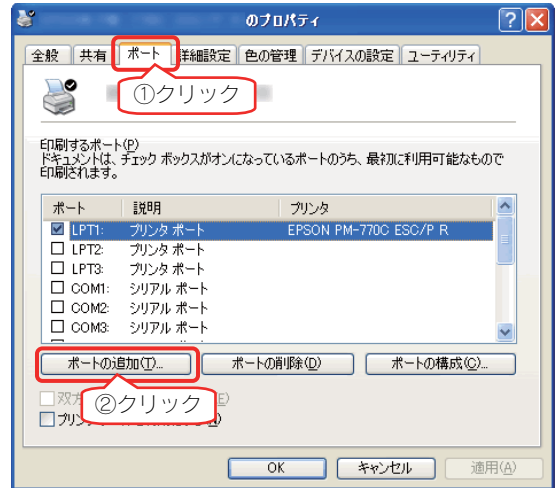 のプロパティ
全般 共有 ポート 詳細設定 色の管理 デバイスの設定 ユーティリティ
①クリック
印刷するポート(P)
ドキュメントは、チェック ボックスがオンになっているポートのうち、最初に利用可能なもので
印刷されます。
ポート 説明 プリンタ
LPT1: プリンタ ポート EPSON PM-770C ESC/P R
LPT2: プリンタ ポート
LPT3: プリンタ ポート
COM1: シリアル ポート
COM2: シリアル ポート
COM3: シリアル ポート
ポートの追加(T)... ポートの削除(D) ポートの構成(C)...
双方
②クリック
プリン
OK キャンセル 適用(A)